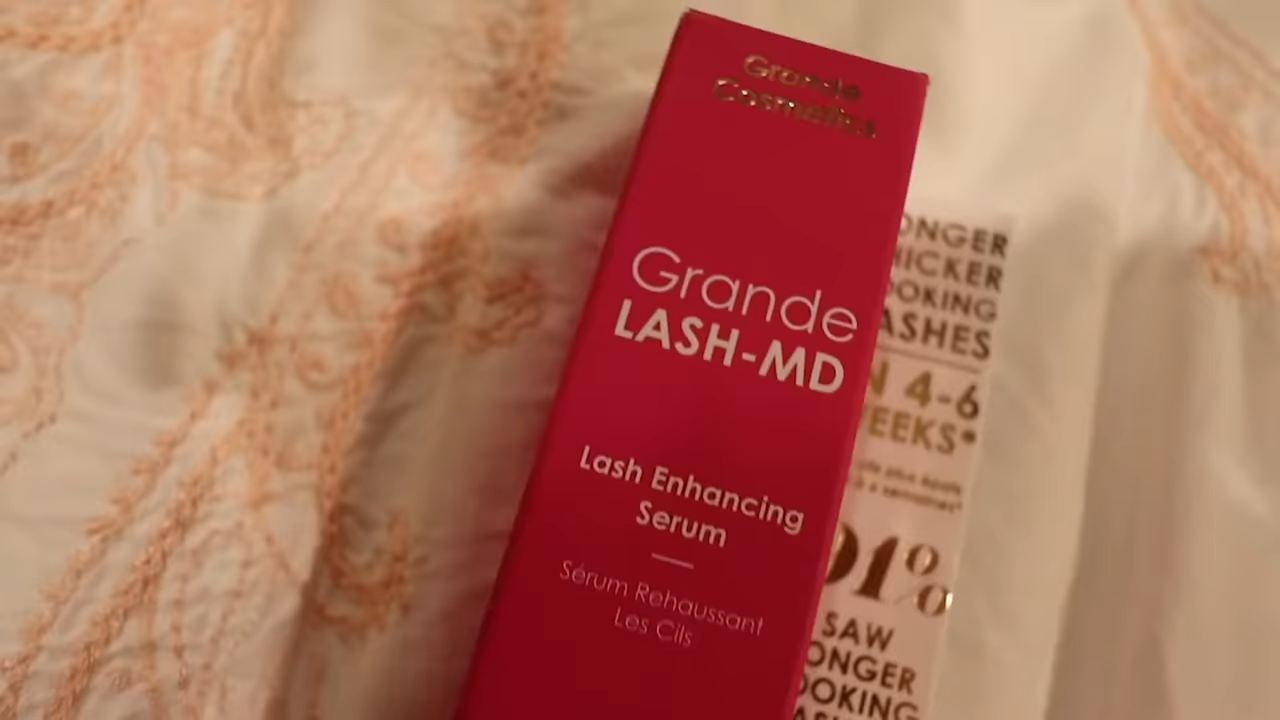 Grande
Cosmetics
Grande
LASH-MD
Lash Enhancing
Serum
Sérum Rehaussant
Les Cils
ONGER
HICKER
OOKING
ASHES
N 4-6
EEKS*
91%
SAW
ONGER
OOKING